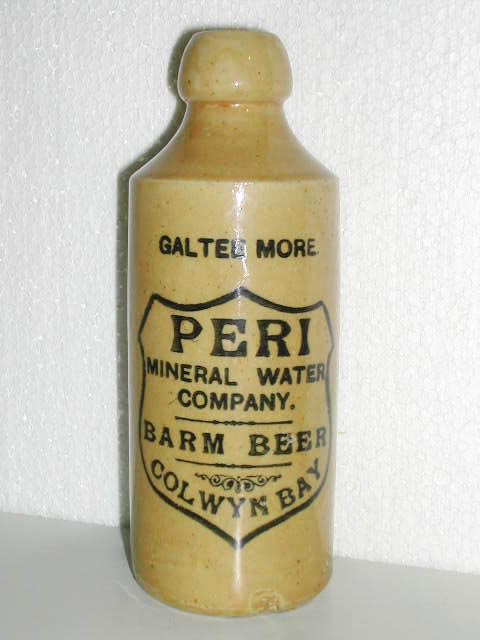 GALTEE MORE.
PERI
MINERAL WATER
COMPANY.
BARM BEER
COLWYN BAY